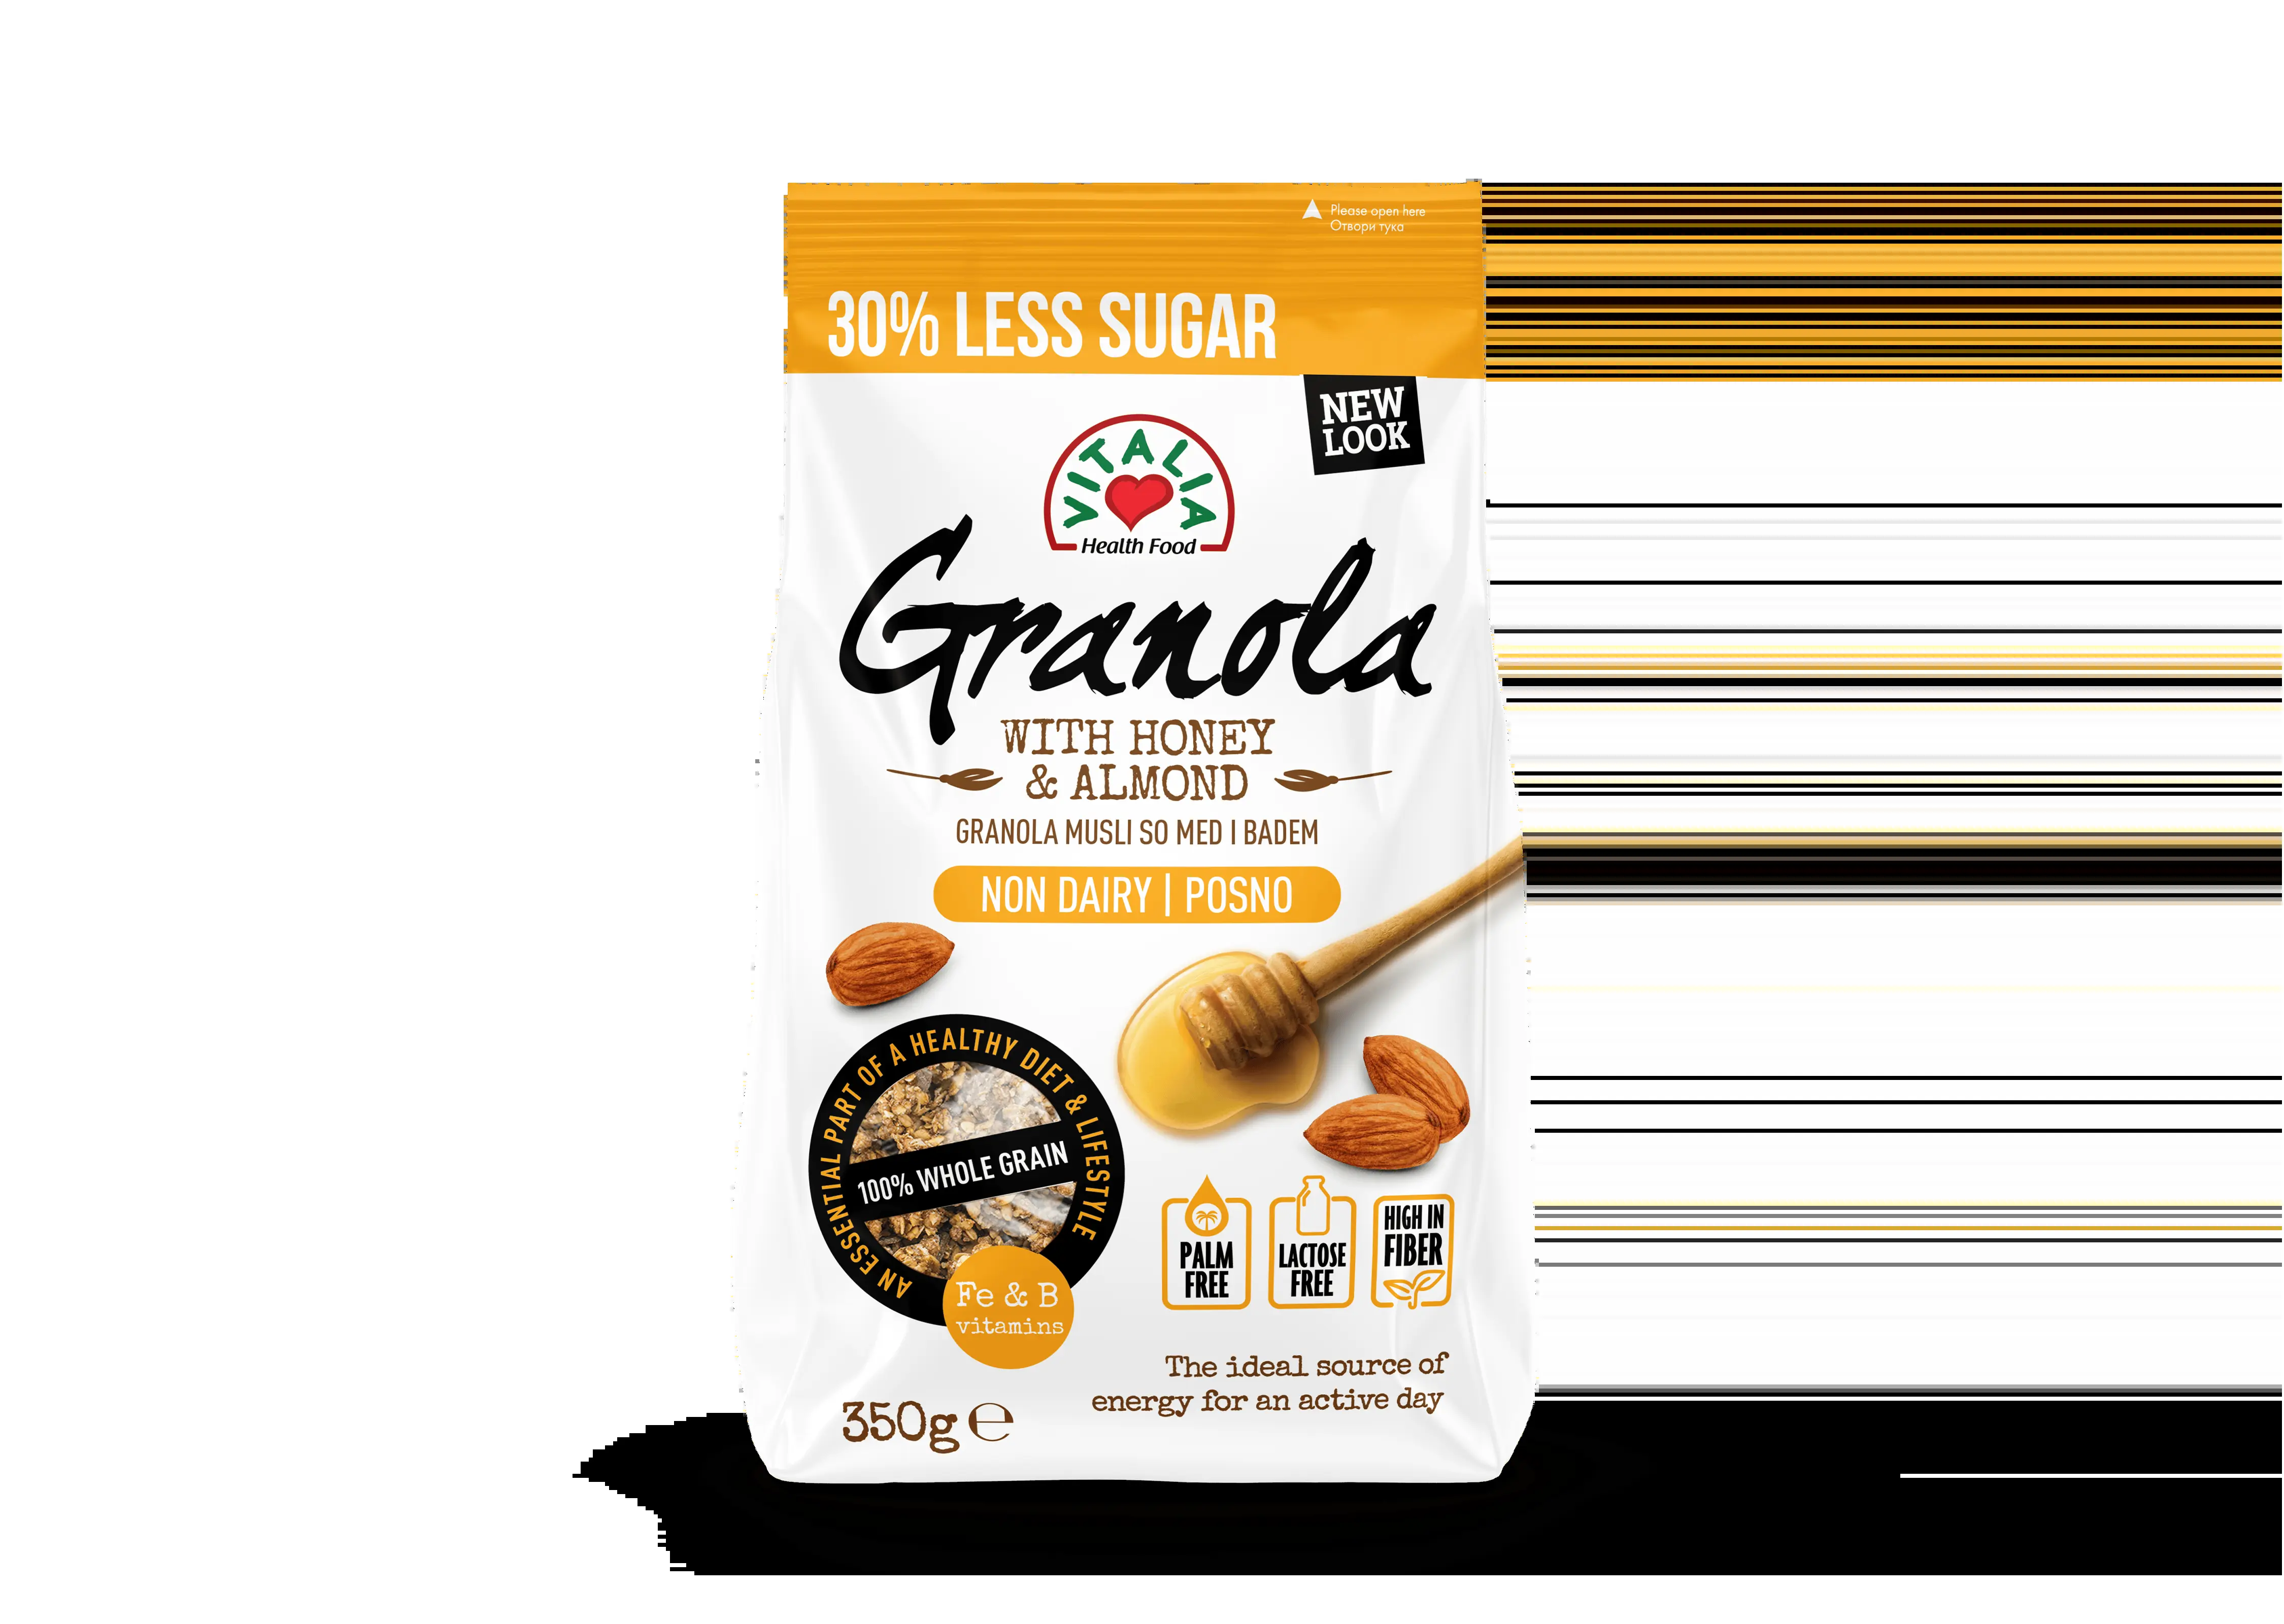 Please open here
Отвори тука
30% LESS SUGAR
NEW
LOOK
VITALIA
Health Food
Granola
WITH HONEY
& ALMOND
GRANOLA MUSLI SO MED I BADEM
NON DAIRY | POSNO
AN ESSENTIAL PART OF A HEALTHY DIET & LIFESTYLE
100% WHOLE GRAIN
Fe & B
vitamins
PALM
FREE
LACTOSE
FREE
HIGH IN
FIBER
The ideal source of
energy for an active day
350g ℮